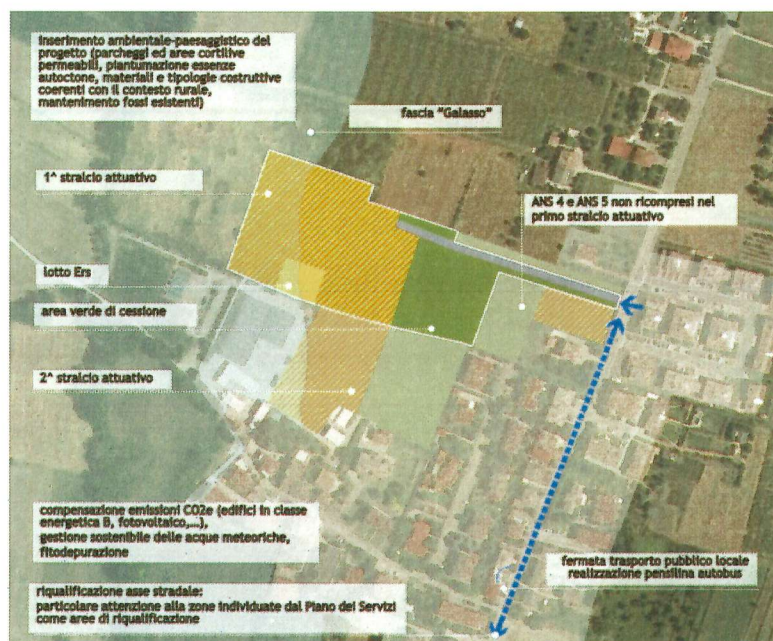 inserimento ambientale-paesaggistico del
progetto (parcheggi ed aree cortilive
permeabili, piantumazione essenze
autoctone, materiali e tipologie costruttive
coerenti con il contesto rurale,
mantenimento fossi esistenti)
fascia "Galasso"
1^ stralcio attuativo
ANS 4 e ANS 5 non ricompresi nel
primo stralcio attuativo
lotto Ers
area verde di cessione
2^ stralcio attuativo
compensazione emissioni CO2e (edifici in classe
energetica B, fotovoltaico,...),
gestione sostenibile delle acque meteoriche,
fitodepurazione
fermata trasporto pubblico locale
realizzazione pensilina autobus
riqualificazione asse stradale:
particolare attenzione alla zone individuate dal Piano dei Servizi
come aree di riqualificazione